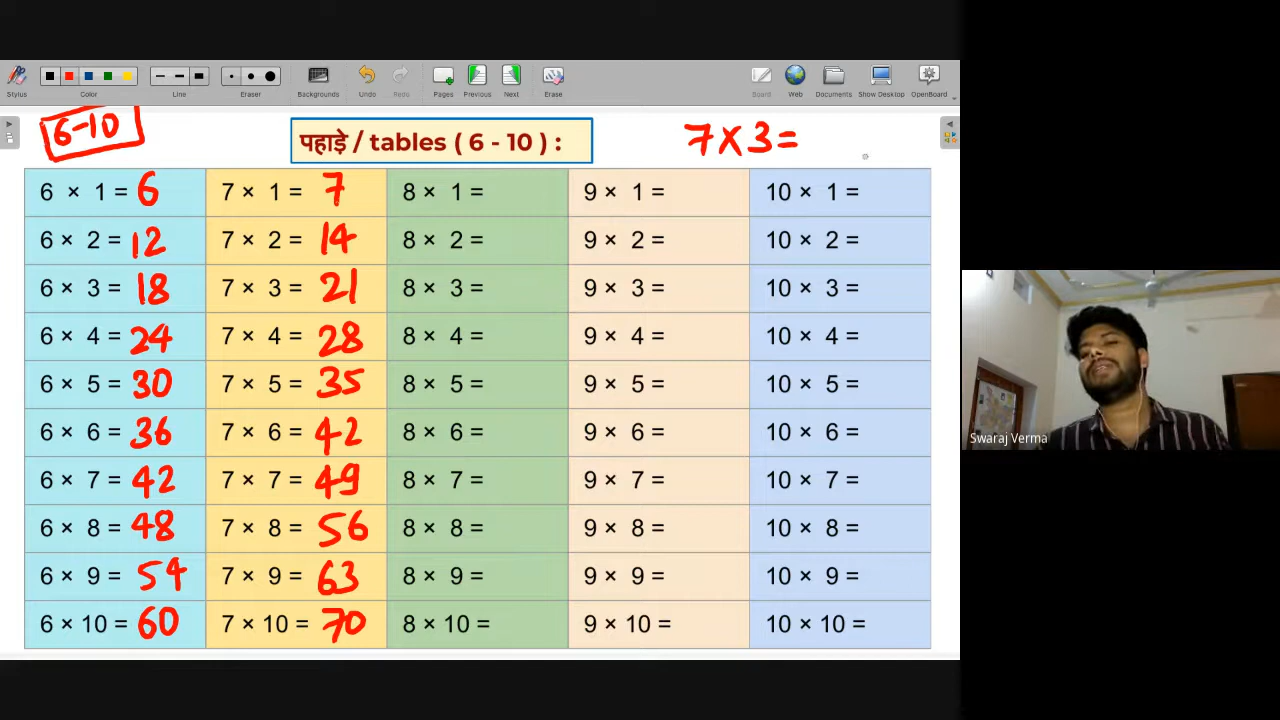 Stylus Color Line Eraser Backgrounds Undo Redo Pages Previous Next Erase Board Web Documents Show Desktop OpenBoard
6-10
पहाड़े / tables ( 6 - 10 ) :
7×3=
6 × 1 = 6 7 × 1 = 7 8 × 1 = 9 × 1 = 10 × 1 =
6 × 2 = 12 7 × 2 = 14 8 × 2 = 9 × 2 = 10 × 2 =
6 × 3 = 18 7 × 3 = 21 8 × 3 = 9 × 3 = 10 × 3 =
6 × 4 = 24 7 × 4 = 28 8 × 4 = 9 × 4 = 10 × 4 =
6 × 5 = 30 7 × 5 = 35 8 × 5 = 9 × 5 = 10 × 5 =
6 × 6 = 36 7 × 6 = 42 8 × 6 = 9 × 6 = 10 × 6 =
6 × 7 = 42 7 × 7 = 49 8 × 7 = 9 × 7 = 10 × 7 =
6 × 8 = 48 7 × 8 = 56 8 × 8 = 9 × 8 = 10 × 8 =
6 × 9 = 54 7 × 9 = 63 8 × 9 = 9 × 9 = 10 × 9 =
6 × 10 = 60 7 × 10 = 70 8 × 10 = 9 × 10 = 10 × 10 =
Swaraj Verma